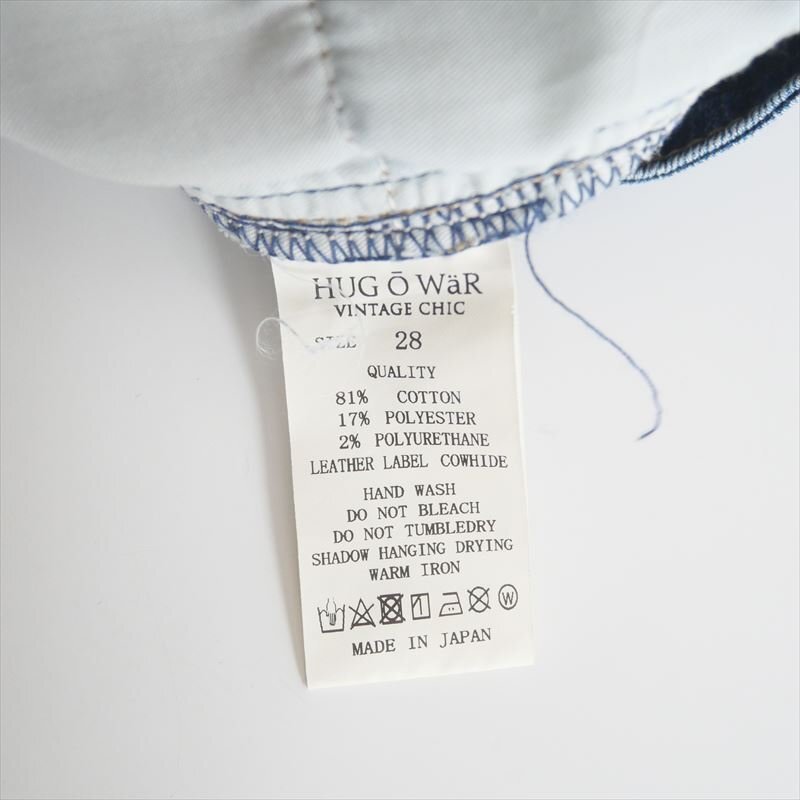 HUG Ō WäR
VINTAGE CHIC
SIZE 28
QUALITY
81% COTTON
17% POLYESTER
2% POLYURETHANE
LEATHER LABEL COWHIDE
HAND WASH
DO NOT BLEACH
DO NOT TUMBLEDRY
SHADOW HANGING DRYING
WARM IRON
W
MADE IN JAPAN